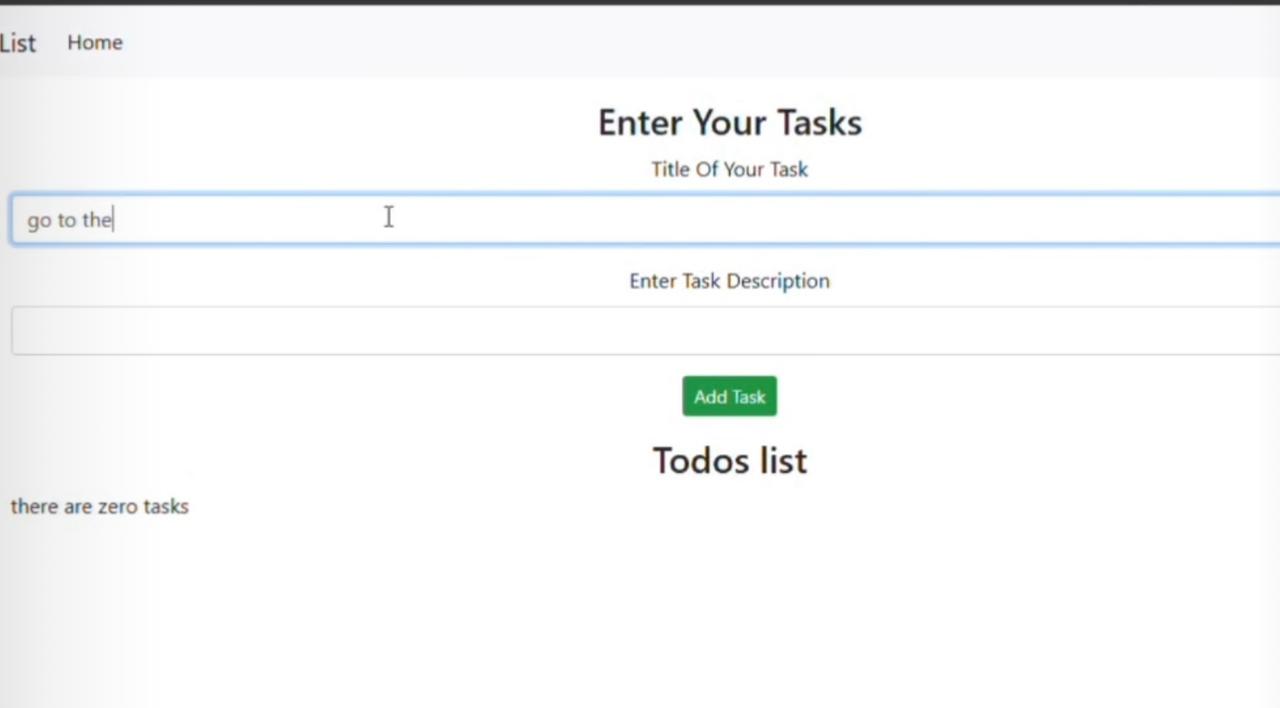 List Home
Enter Your Tasks
Title Of Your Task
go to the
Enter Task Description
Add Task
Todos list
there are zero tasks